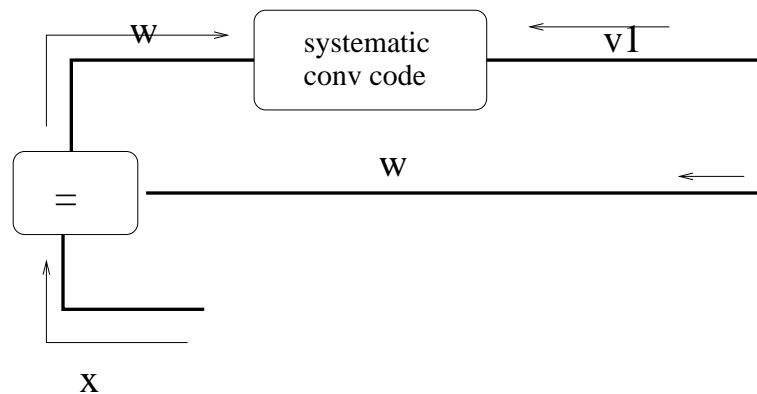 w
systematic
conv code
v1
w
=
x